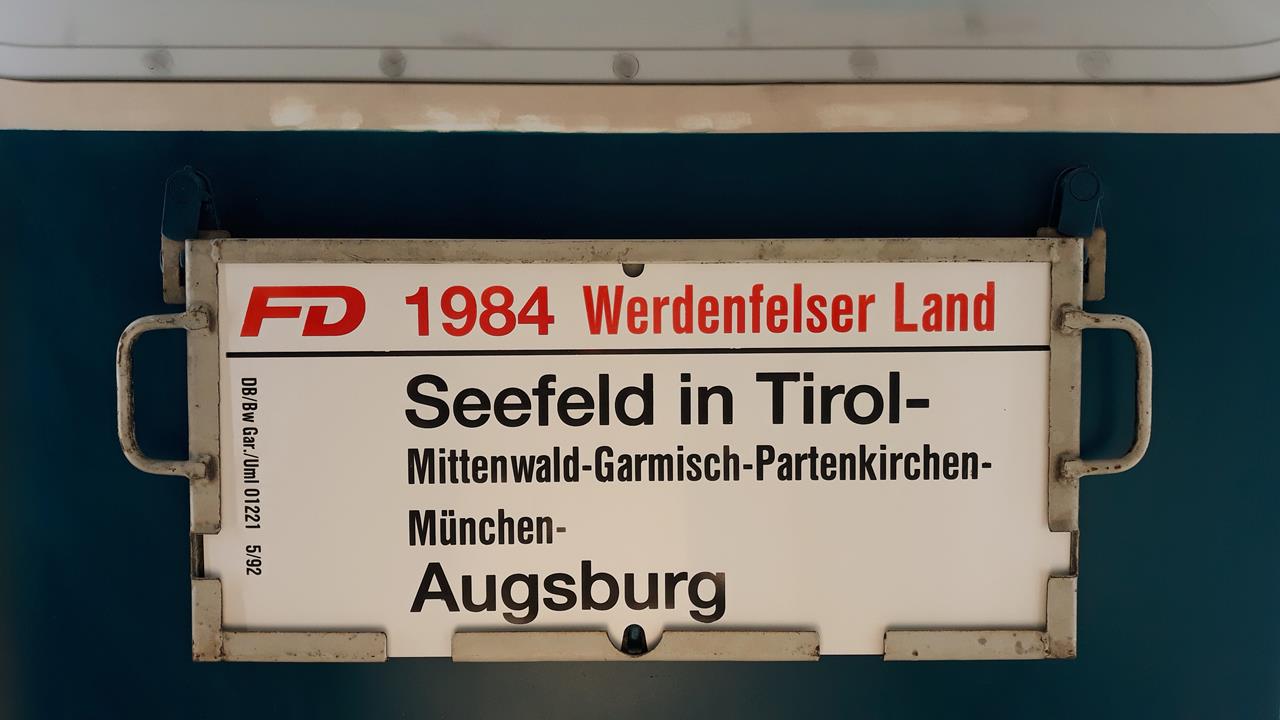 FD 1984 Werdenfelser Land
Seefeld in Tirol-
Mittenwald-Garmisch-Partenkirchen-
München-
Augsburg
DB/Bw Gar./Uml 01221 5/92